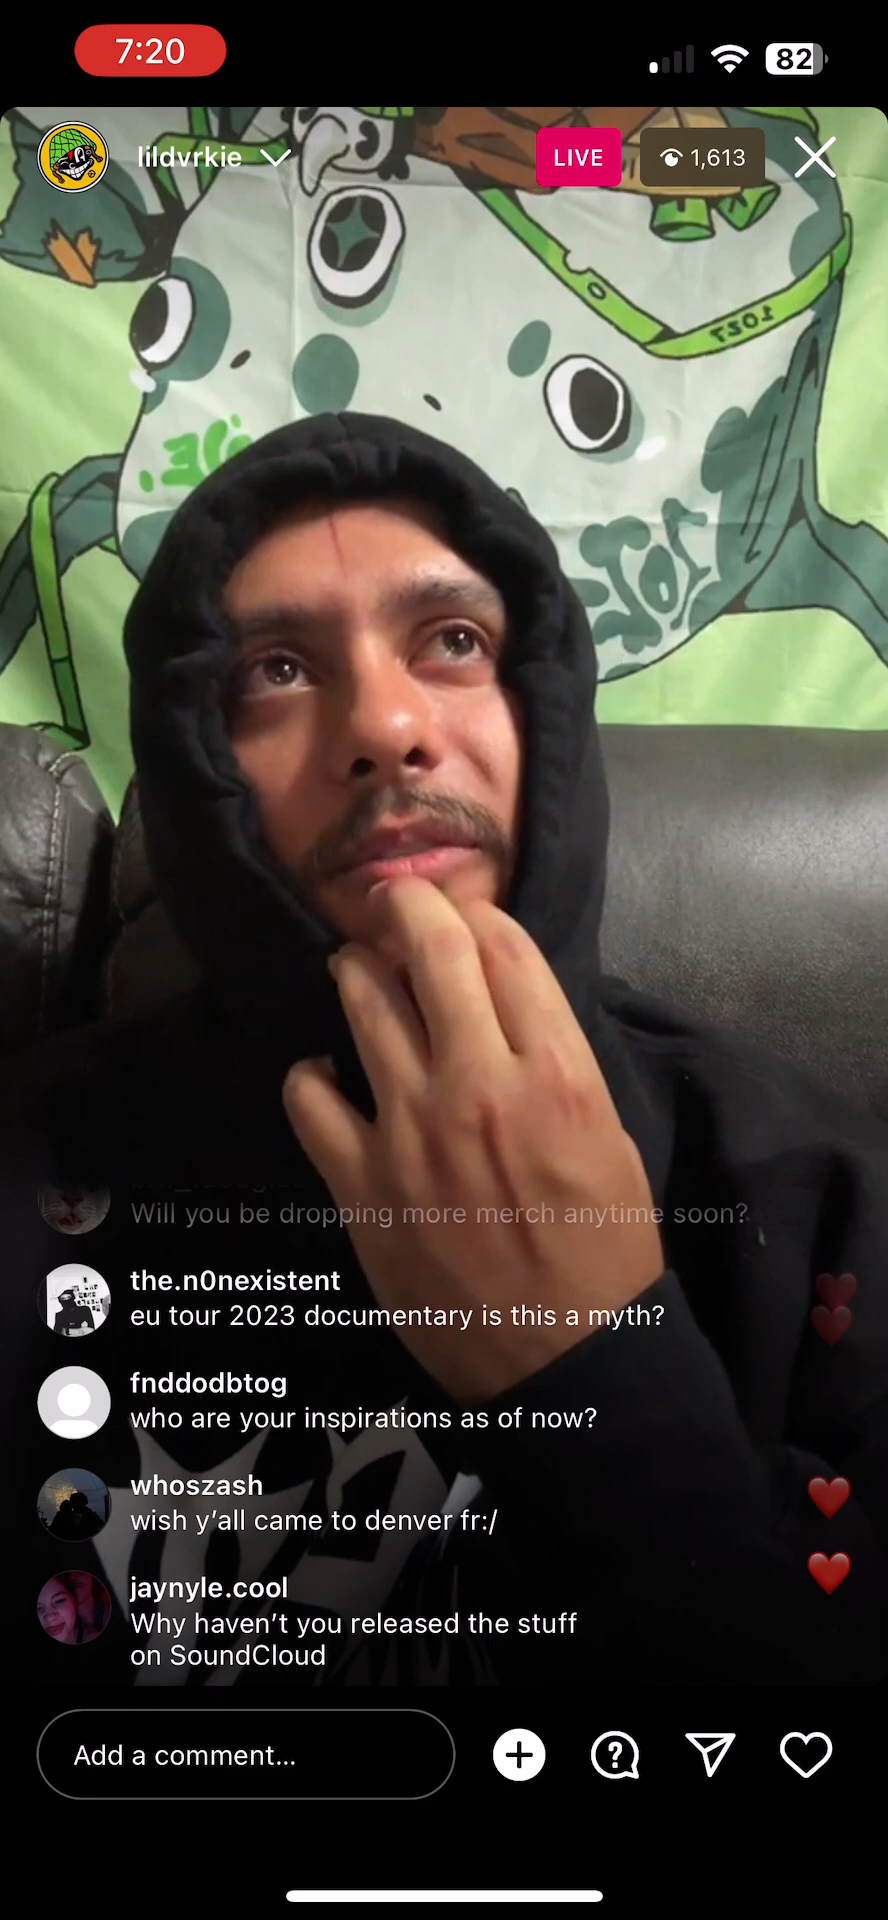 7:20
82
lildvrkie
LIVE
1,613
LOST
Will you be dropping more merch anytime soon?
the.n0nexistent
eu tour 2023 documentary is this a myth?
fnddodbtog
who are your inspirations as of now?
whoszash
wish y'all came to denver fr:/
jaynyle.cool
Why haven't you released the stuff
on SoundCloud
Add a comment...